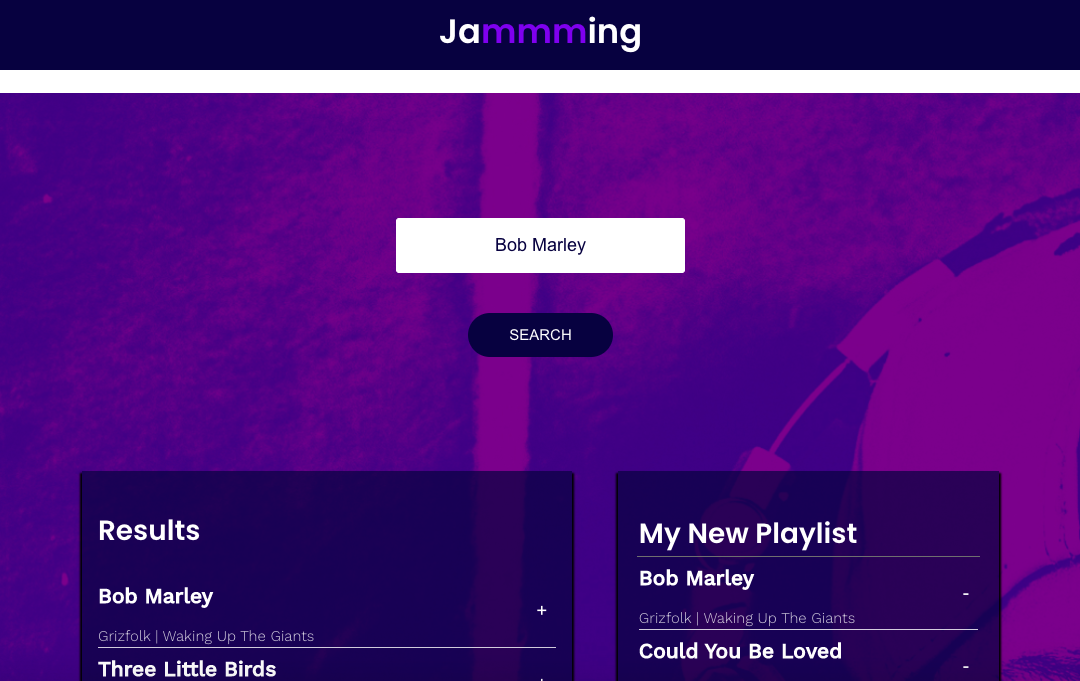 Jammming
Bob Marley
SEARCH
Results
Bob Marley
+
Grizfolk | Waking Up The Giants
Three Little Birds
My New Playlist
Bob Marley
-
Grizfolk | Waking Up The Giants
Could You Be Loved
-